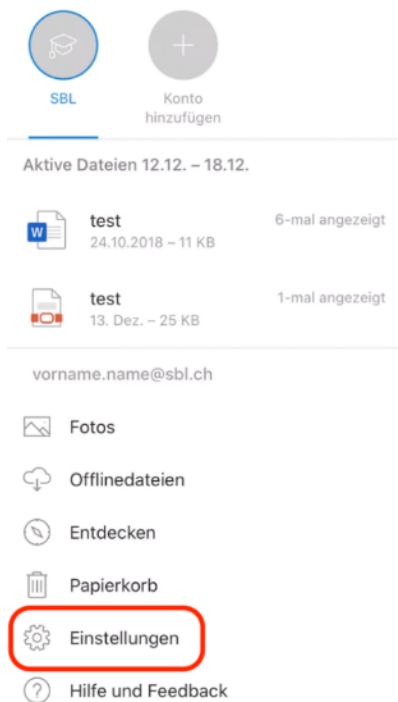 SBL
Konto
hinzufügen
Aktive Dateien 12.12. – 18.12.
W
test
6-mal angezeigt
24.10.2018 – 11 KB
test
1-mal angezeigt
13. Dez. – 25 KB
vorname.name@sbl.ch
Fotos
Offlinedateien
Entdecken
Papierkorb
Einstellungen
? Hilfe und Feedback